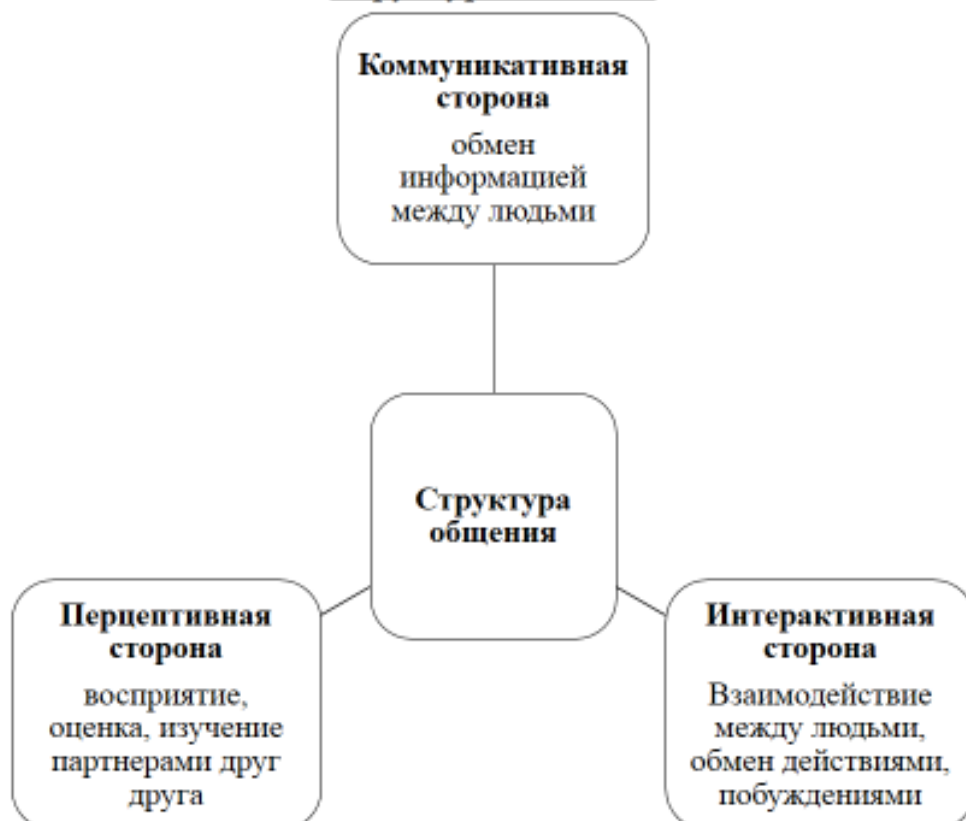 Коммуникативная
сторона
обмен
информацией
между людьми
Структура
общения
Перцептивная
сторона
восприятие,
оценка, изучение
партнерами друг
друга
Интерактивная
сторона
Взаимодействие
между людьми,
обмен действиями,
побуждениями